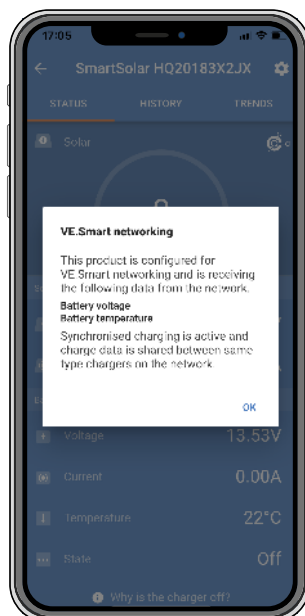 17:05
SmartSolar HQ20183X2JX
STATUS HISTORY TRENDS
Solar
VE.Smart networking
This product is configured for
VE Smart networking and is receiving
the following data from the network.
Battery voltage
Battery temperature
Synchronised charging is active and
charge data is shared between same
type chargers on the network
OK
Voltage 13.53V
Current 0.00A
Temperature 22°C
State Off
Why is the charger off?